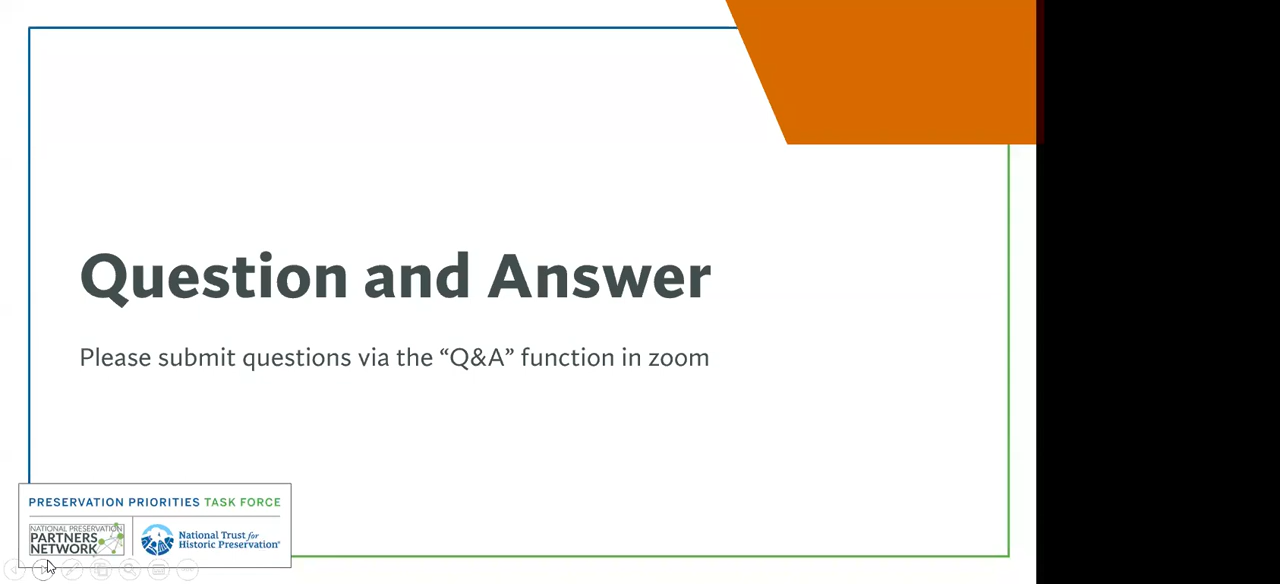 Question and Answer
Please submit questions via the “Q&A” function in zoom
PRESERVATION PRIORITIES TASK FORCE
NATIONAL PRESERVATION
PARTNERS
NETWORK
National Trust for
Historic Preservation®